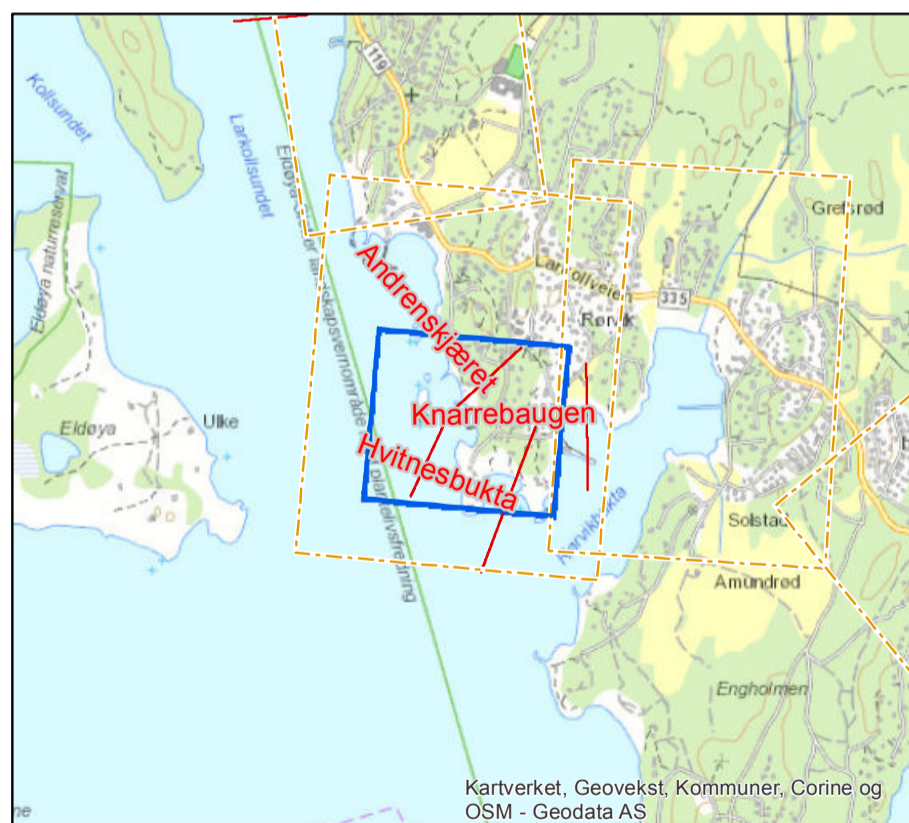 119
Kollsundet
Larkollsundet
Eldøya naturreservat
Grefsrød
Larkollveien
335
Rørvik
Andrenskjæret
Knarrebaugen
Hvitnesbukta
Ulke
Eldøya
Solstad
Amundrød
Engholmen
Kartverket, Geovekst, Kommuner, Corine og
OSM - Geodata AS